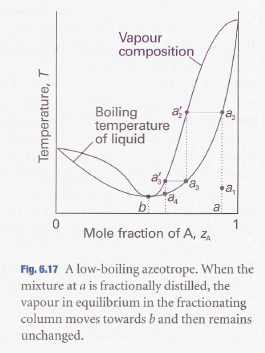 Vapour
composition
Temperature, T
Boiling
temperature
of liquid
a₂′
a₂
a₃′
a₃
a₄
a₁
b
a
0
1
Mole fraction of A, zA
Fig. 6.17 A low-boiling azeotrope. When the
mixture at a is fractionally distilled, the
vapour in equilibrium in the fractionating
column moves towards b and then remains
unchanged.